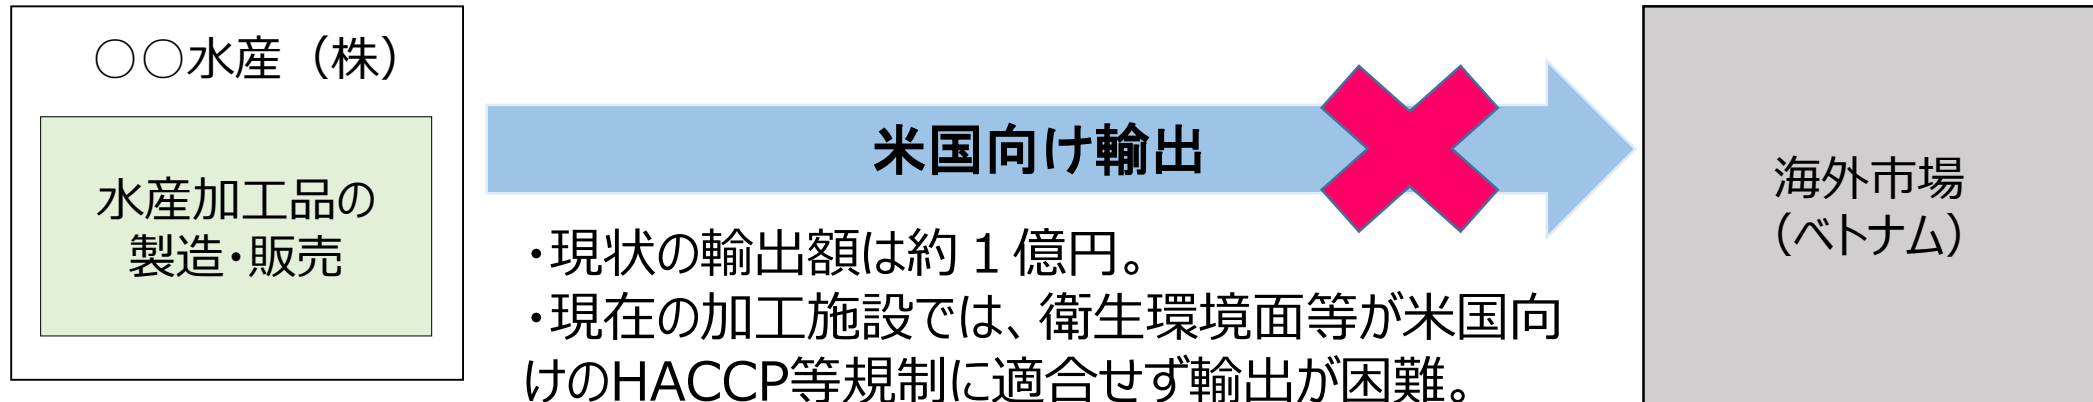 ○○水産（株）
水産加工品の
製造・販売
米国向け輸出
・現状の輸出額は約１億円。
・現在の加工施設では、衛生環境面等が米国向
けのHACCP等規制に適合せず輸出が困難。
海外市場
（ベトナム）